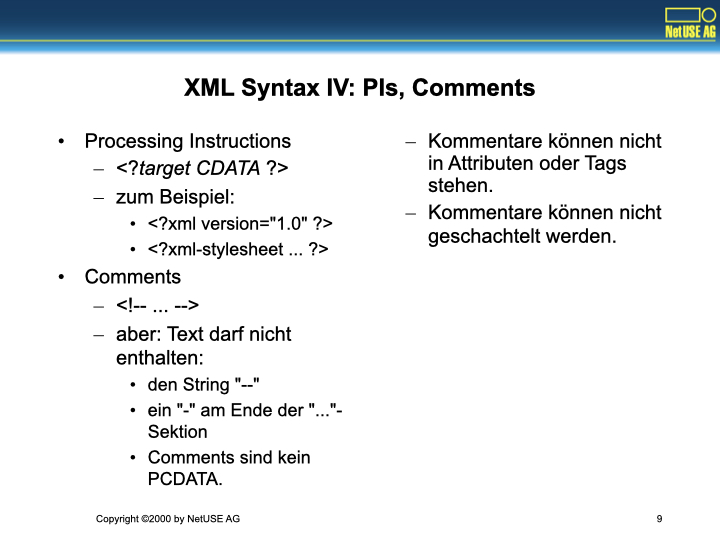 NetUSE AG
XML Syntax IV: PIs, Comments
• Processing Instructions
– <?target CDATA ?>
– zum Beispiel:
• <?xml version="1.0" ?>
• <?xml-stylesheet ... ?>
• Comments
– <!-- ... -->
– aber: Text darf nicht
enthalten:
• den String "--"
• ein "-" am Ende der "..."-
Sektion
• Comments sind kein
PCDATA.
– Kommentare können nicht
in Attributen oder Tags
stehen.
– Kommentare können nicht
geschachtelt werden.
Copyright ©2000 by NetUSE AG
9